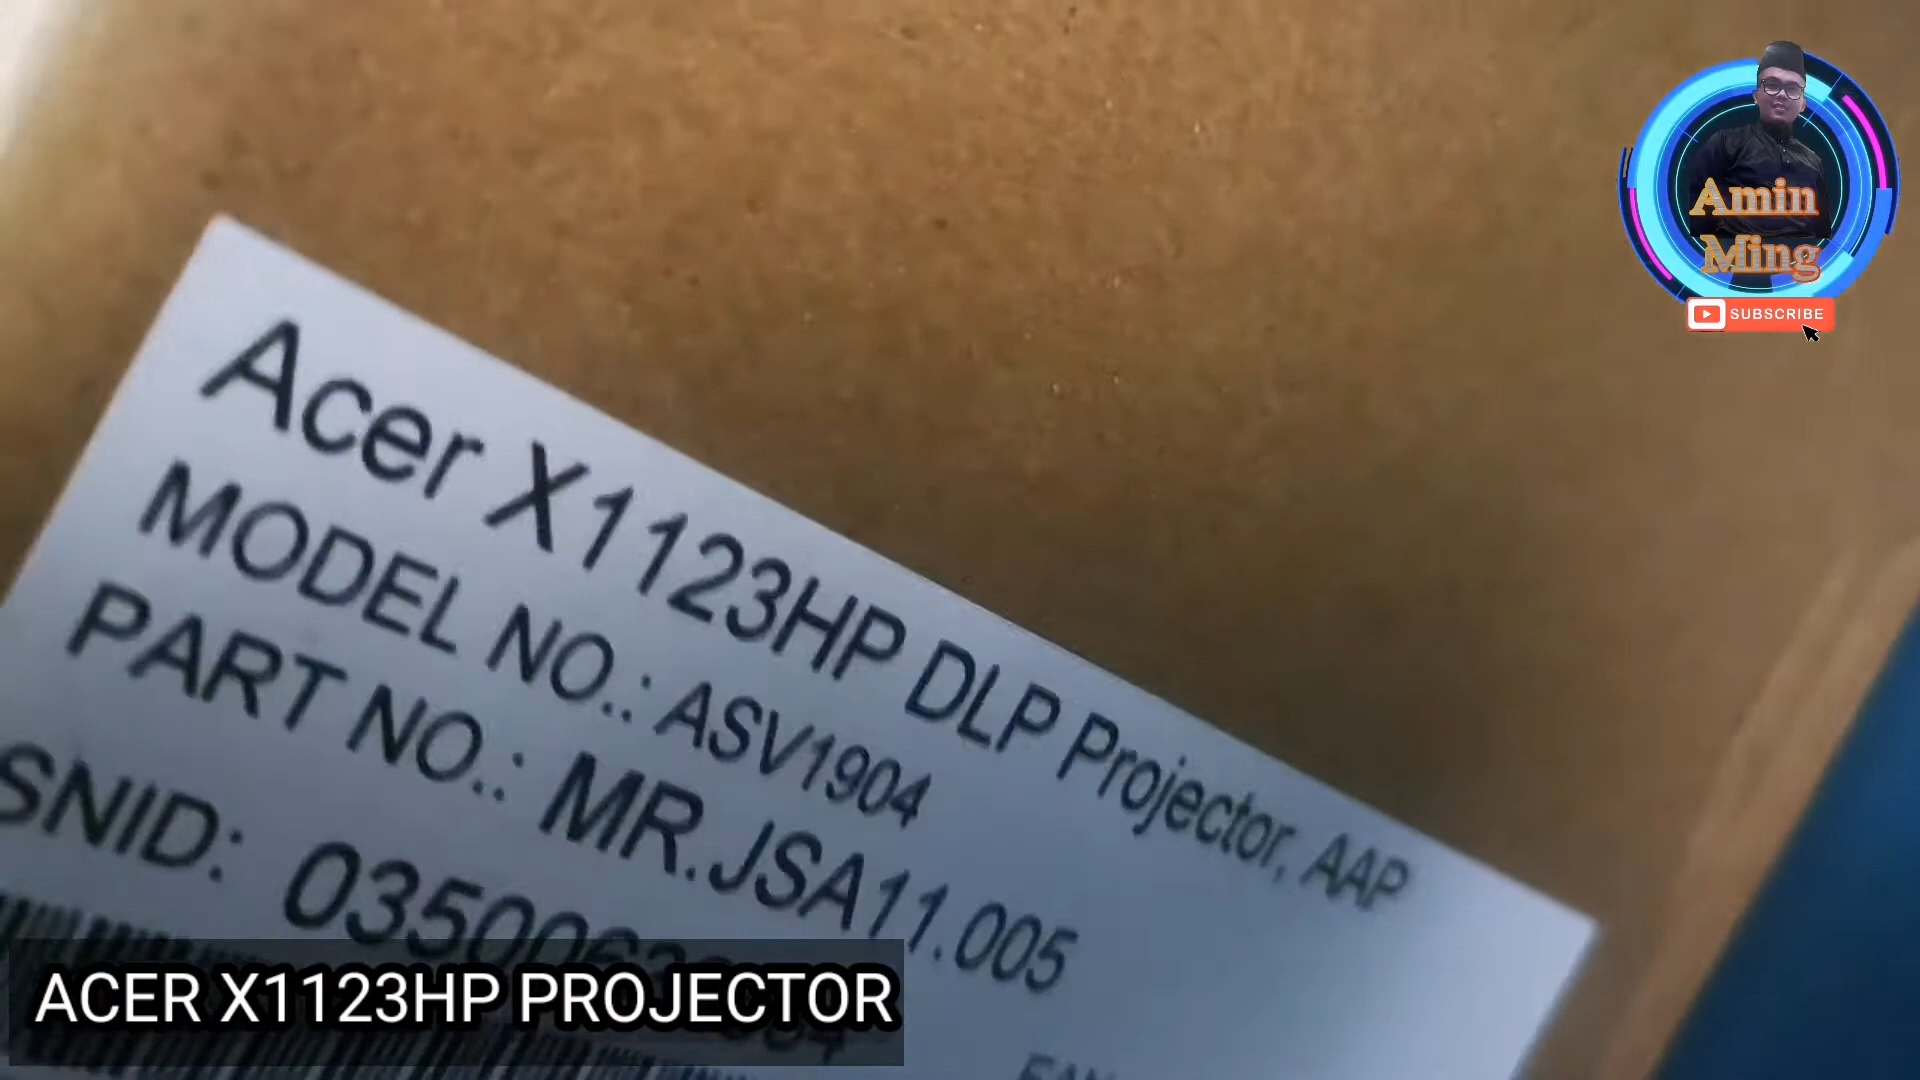 Acer X1123HP DLP Projector, AAP
MODEL NO.: ASV1904
PART NO.: MR.JSA11.005
SNID:
ACER X1123HP PROJECTOR
Amin
Ming
SUBSCRIBE